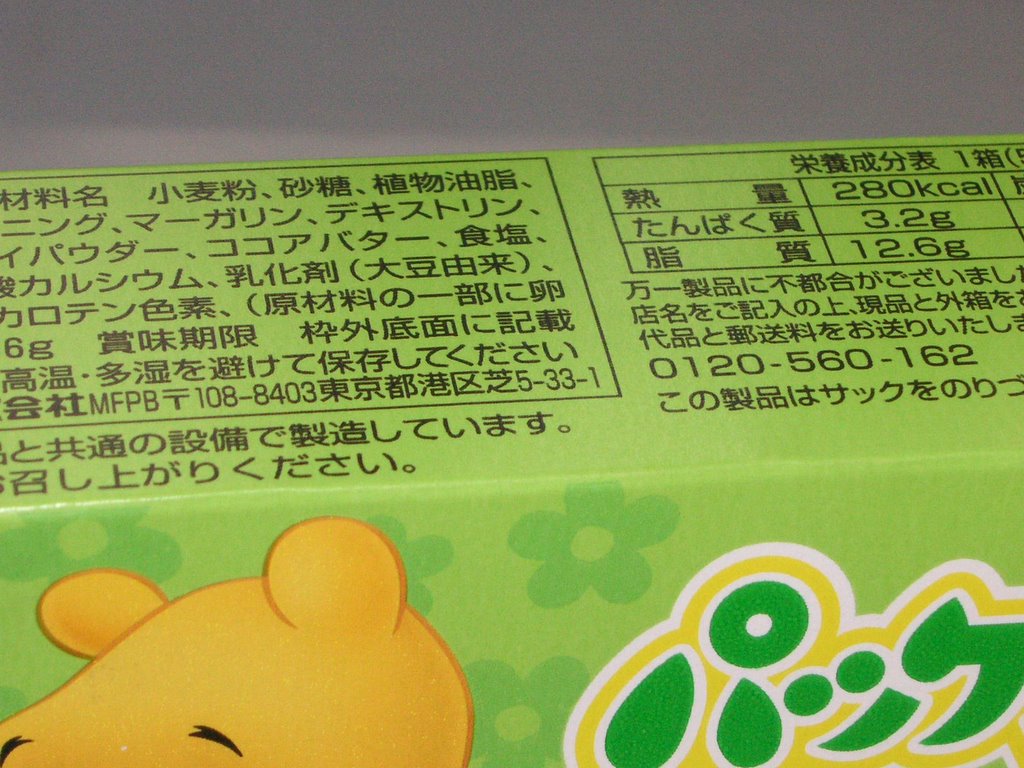 材料名 小麦粉、砂糖、植物油脂、
ニング、マーガリン、デキストリン、
イパウダー、ココアバター、食塩、
酸カルシウム、乳化剤(大豆由来)、
カロテン色素、(原材料の一部に卵
6g 賞味期限 枠外底面に記載
高温・多湿を避けて保存してください
会社MFPB〒108-8403東京都港区芝5-33-1
品と共通の設備で製造しています。
お召し上がりください。
栄養成分表 1箱(
熱量 280kcal
たんぱく質 3.2g
脂質 12.6g
万一製品に不都合がございました
店名をご記入の上、現品と外箱をお
代品と郵送料をお送りいたしま
0120-560-162
この製品はサックをのりづ
パック